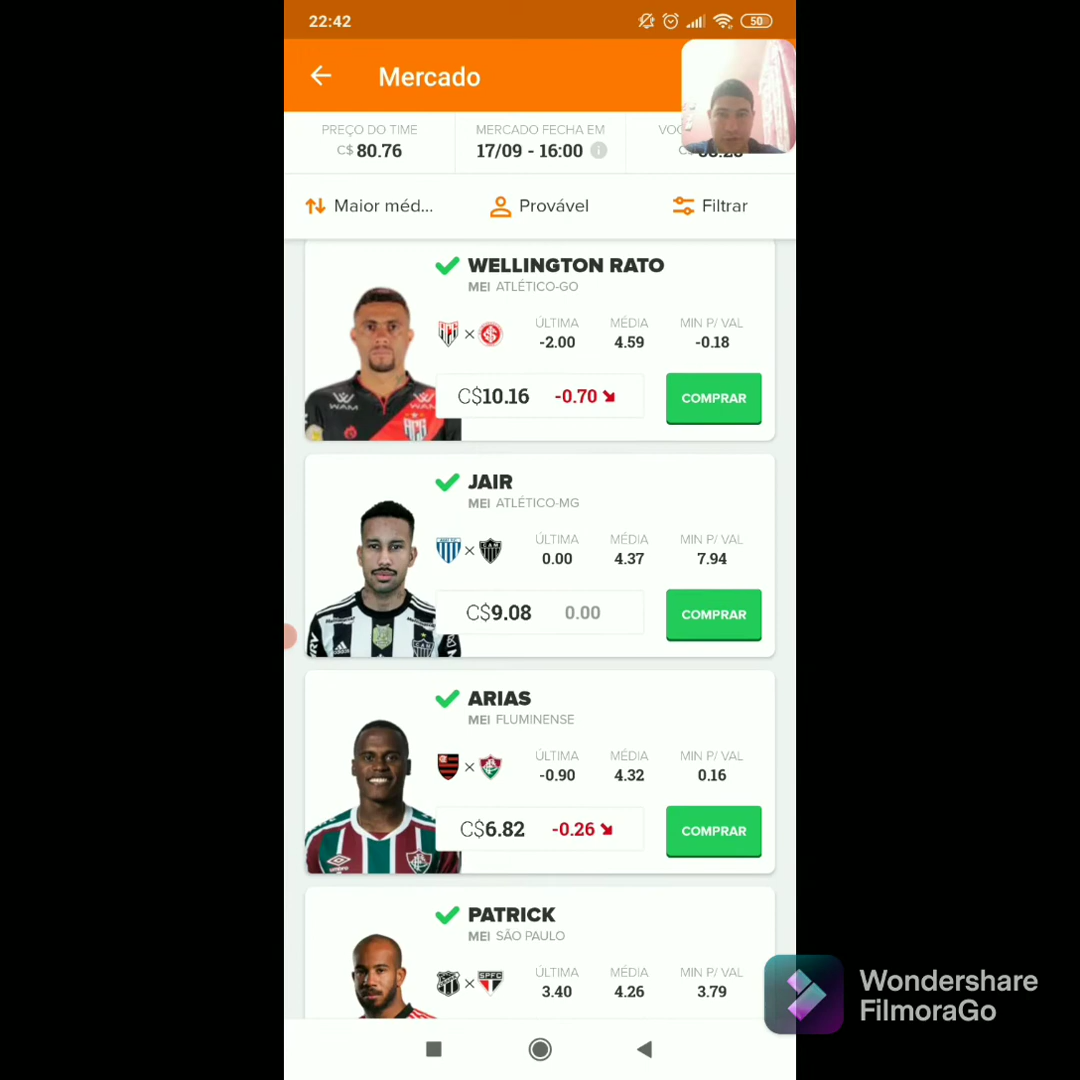 22:42
50
Mercado
PREÇO DO TIME
C$ 80.76
MERCADO FECHA EM
17/09 - 16:00
Maior méd...
Provável
Filtrar
WELLINGTON RATO
MEI ATLÉTICO-GO
ÚLTIMA MÉDIA MIN P/ VAL
-2.00 4.59 -0.18
C$10.16 -0.70
COMPRAR
JAIR
MEI ATLÉTICO-MG
ÚLTIMA MÉDIA MIN P/ VAL
0.00 4.37 7.94
C$9.08 0.00
COMPRAR
ARIAS
MEI FLUMINENSE
ÚLTIMA MÉDIA MIN P/ VAL
-0.90 4.32 0.16
C$6.82 -0.26
COMPRAR
PATRICK
MEI SÃO PAULO
SPFC
ÚLTIMA MÉDIA MIN P/ VAL
3.40 4.26 3.79
Wondershare
FilmoraGo